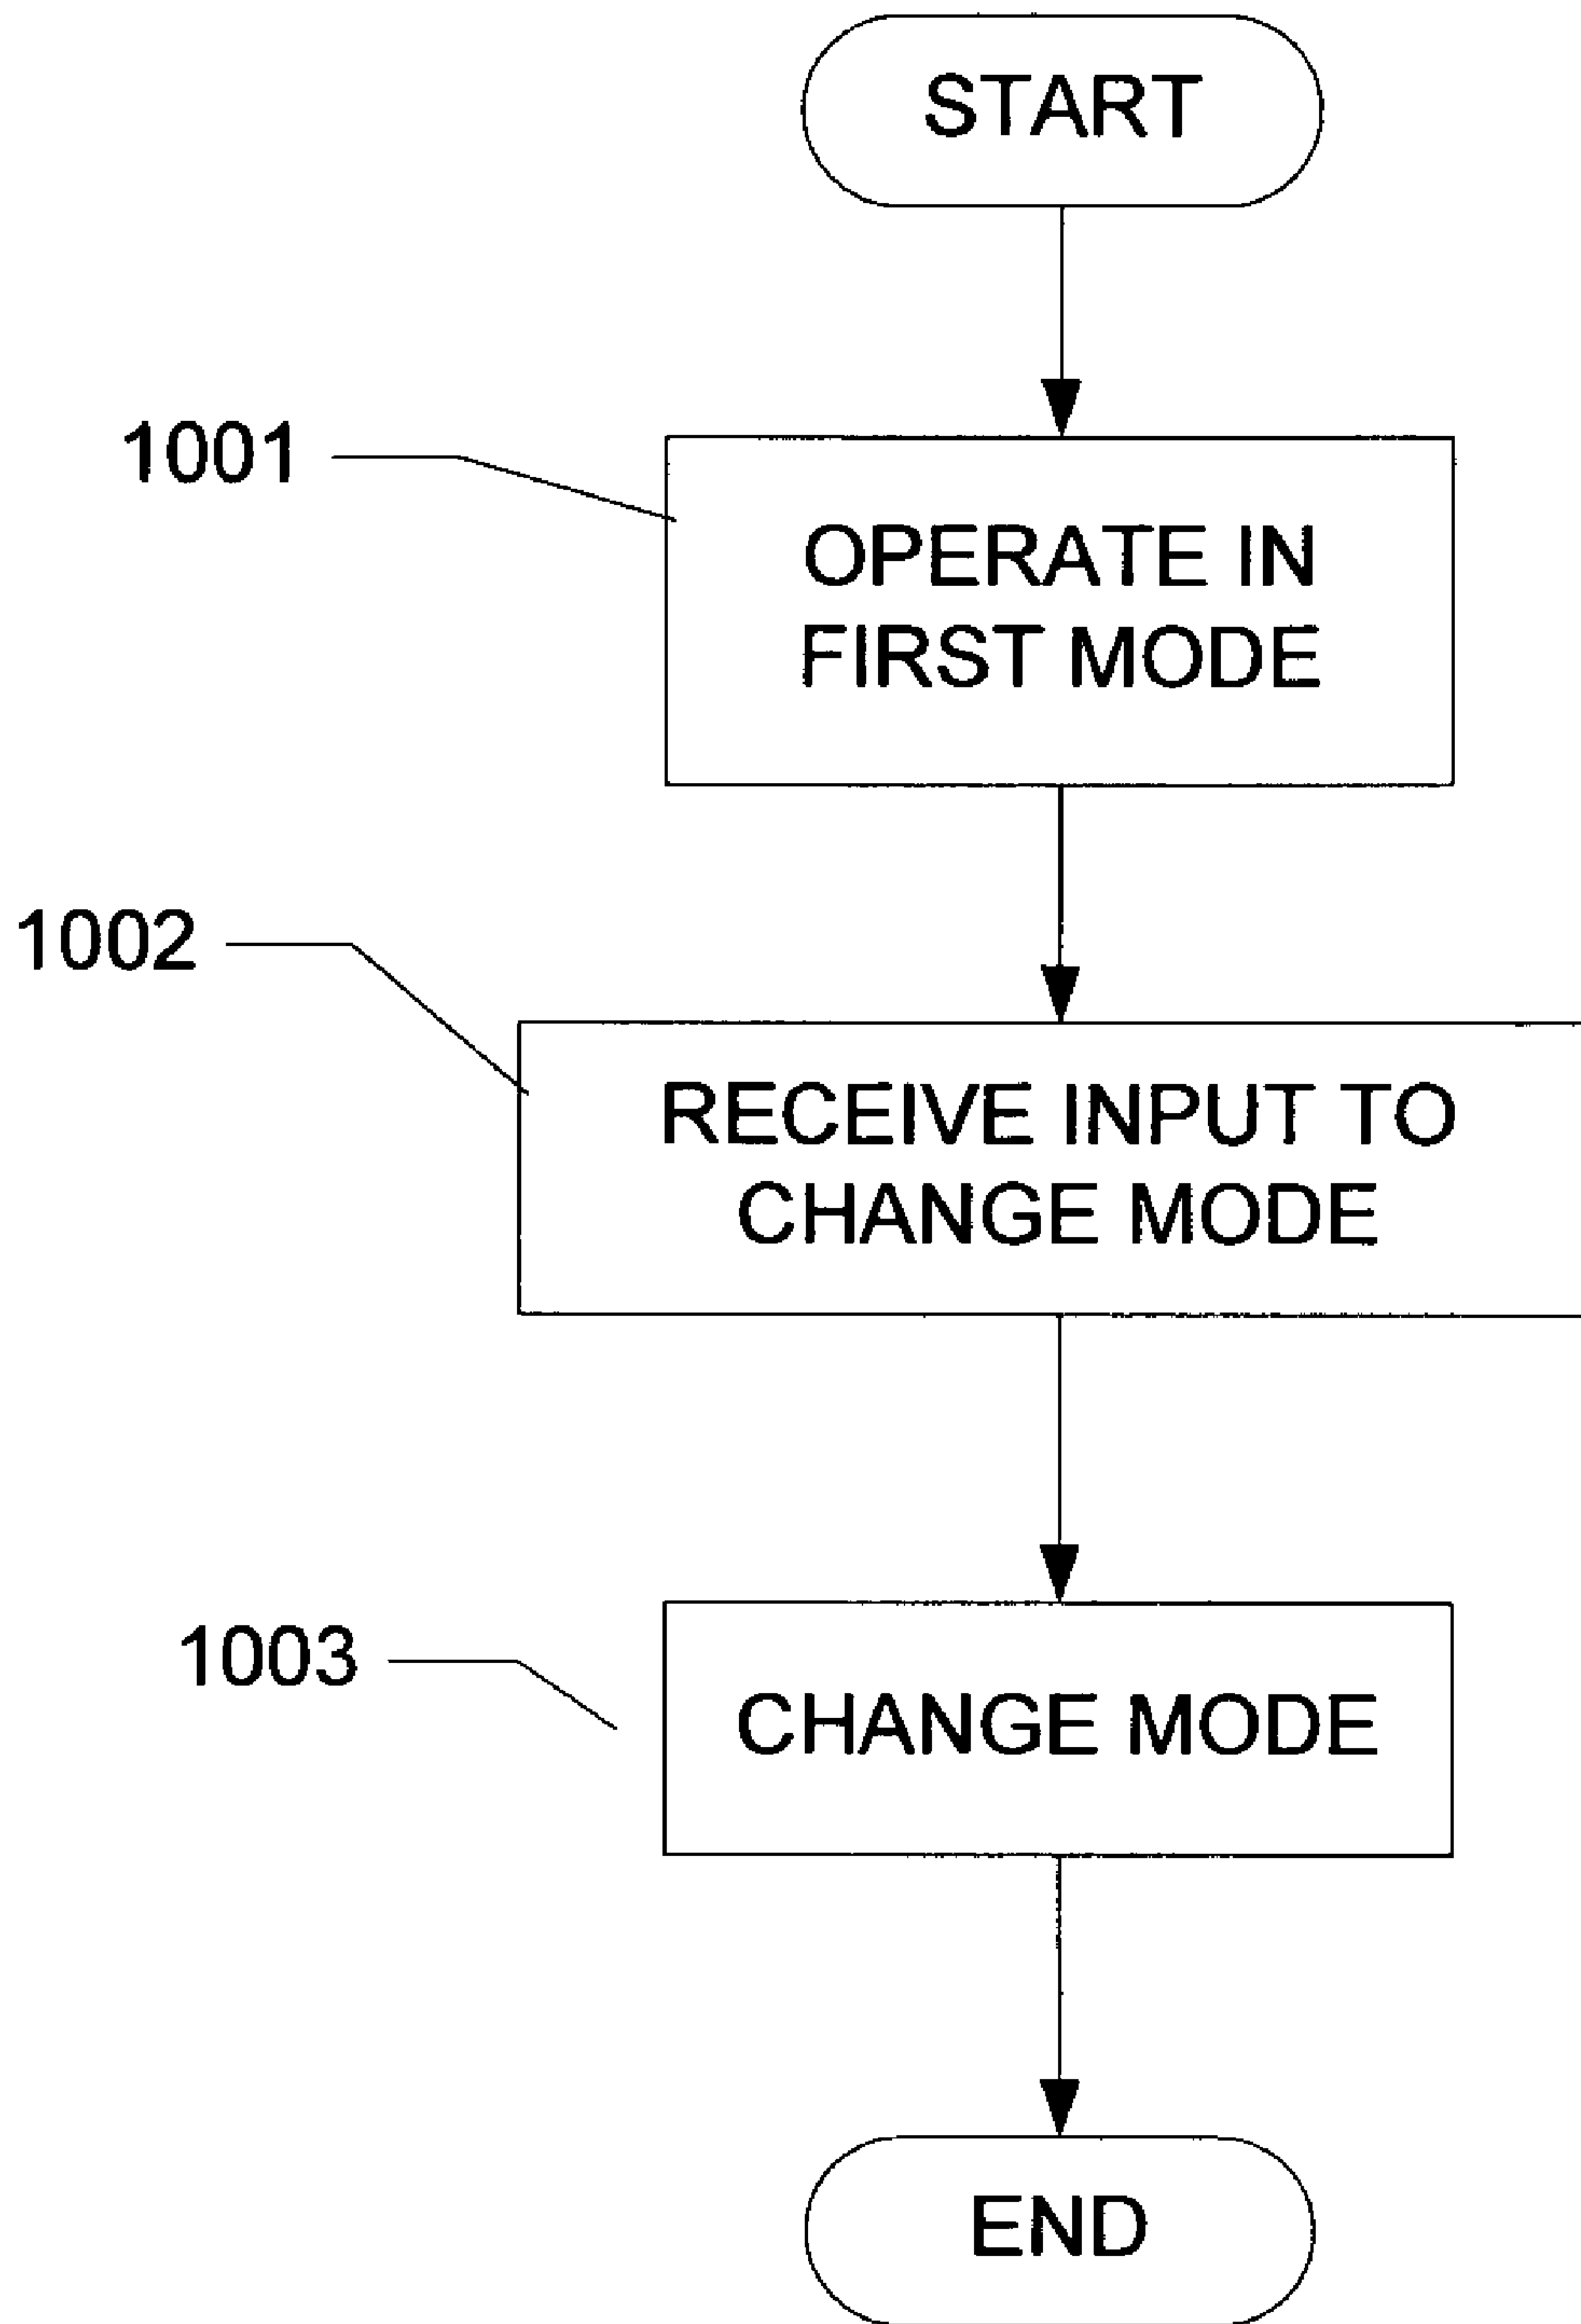 START
1001
OPERATE IN
FIRST MODE
1002
RECEIVE INPUT TO
CHANGE MODE
1003
CHANGE MODE
END